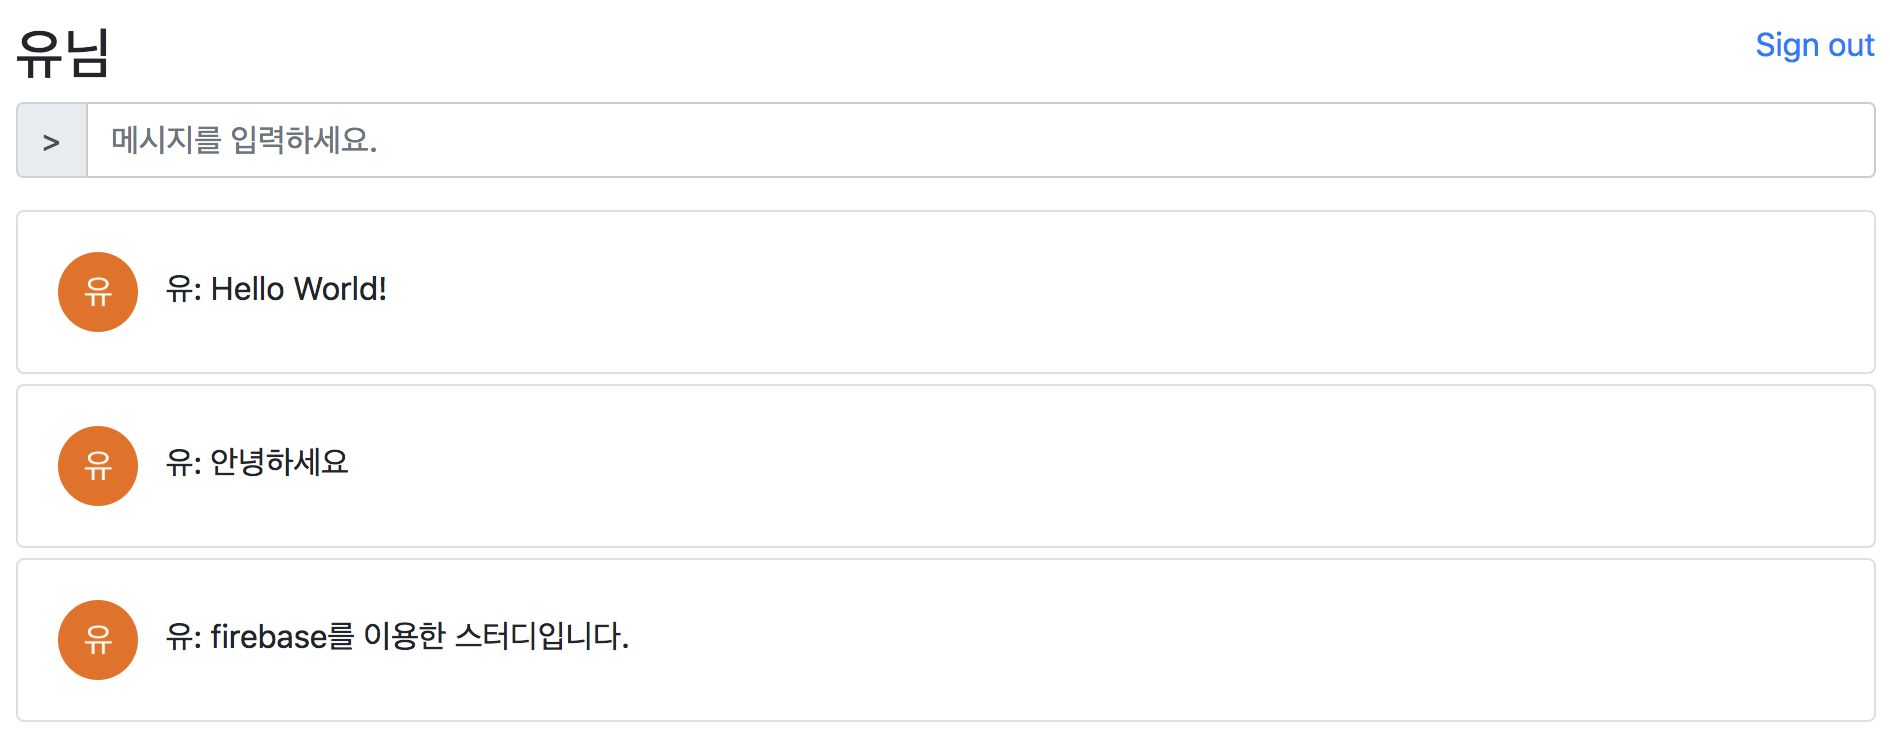 유님
Sign out
> 메시지를 입력하세요.
유 유: Hello World!
유 유: 안녕하세요
유 유: firebase를 이용한 스터디입니다.